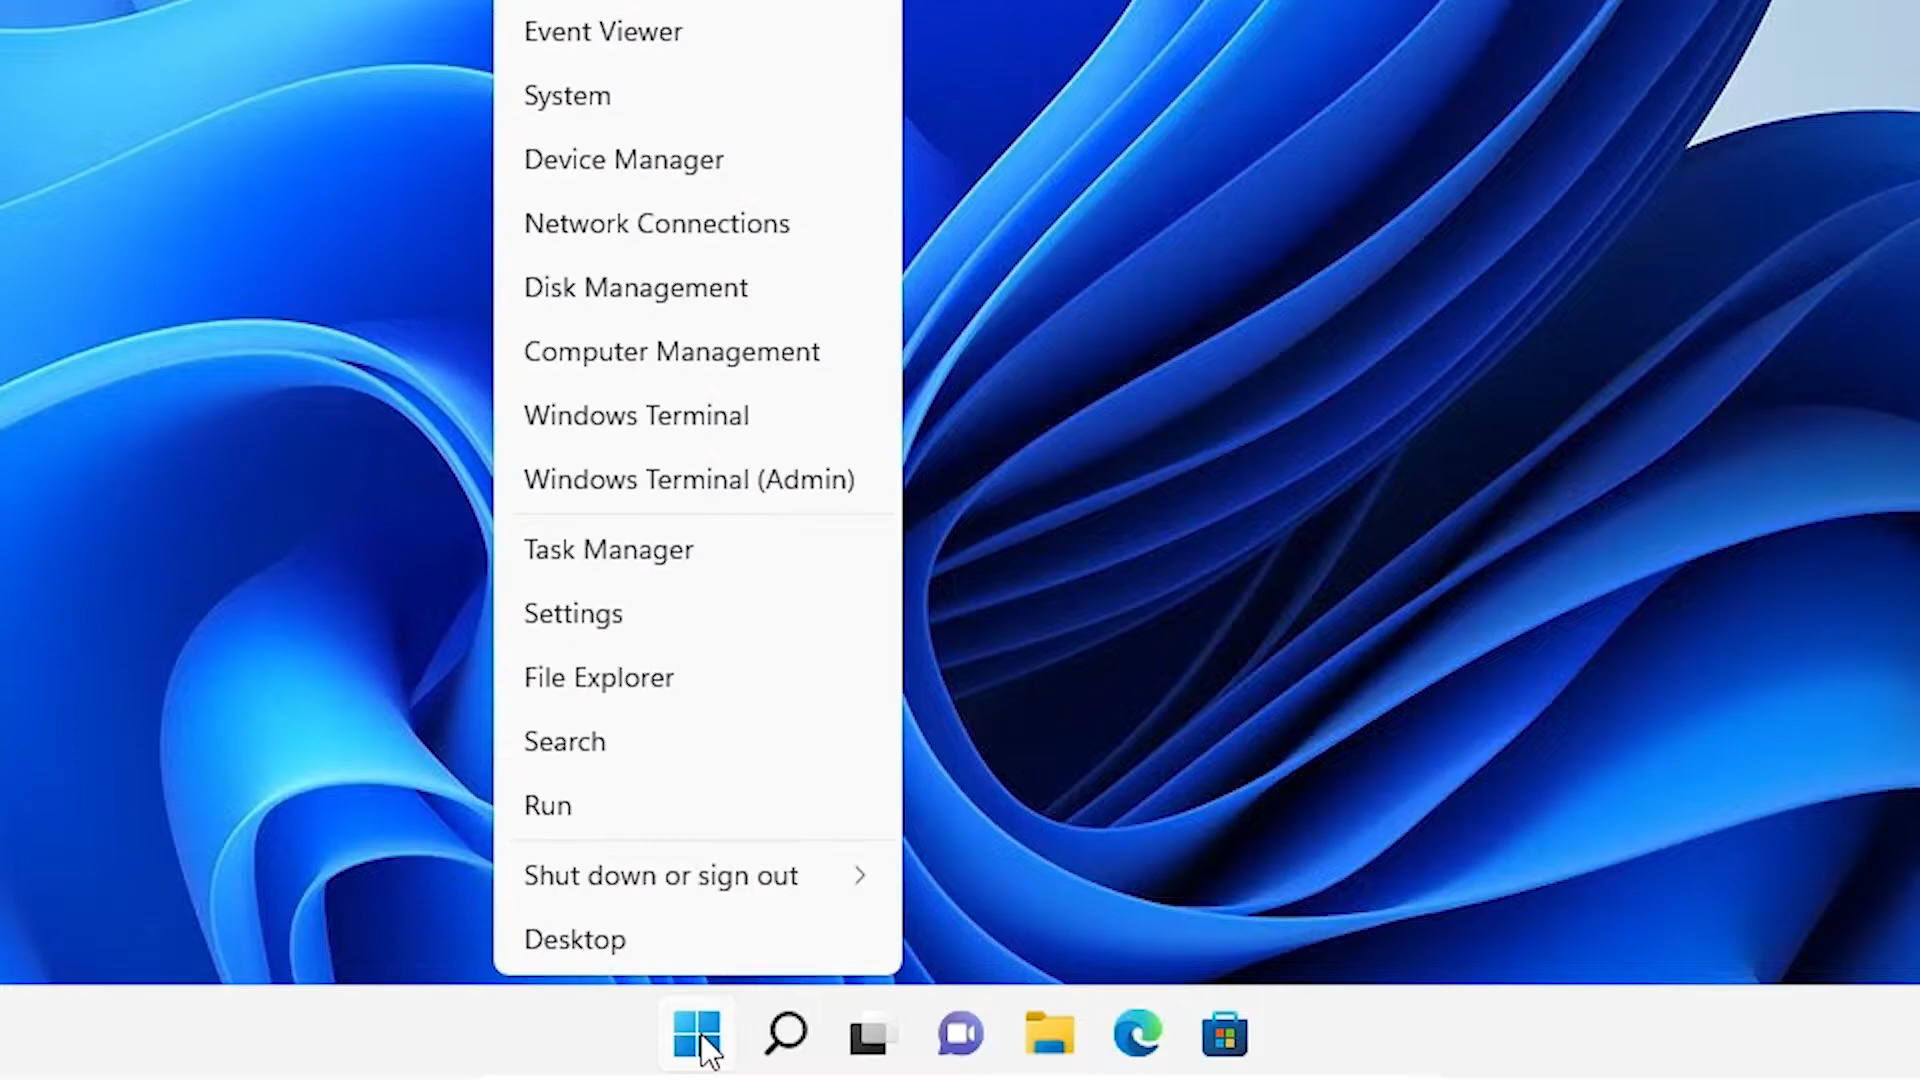 Event Viewer
System
Device Manager
Network Connections
Disk Management
Computer Management
Windows Terminal
Windows Terminal (Admin)
Task Manager
Settings
File Explorer
Search
Run
Shut down or sign out
Desktop